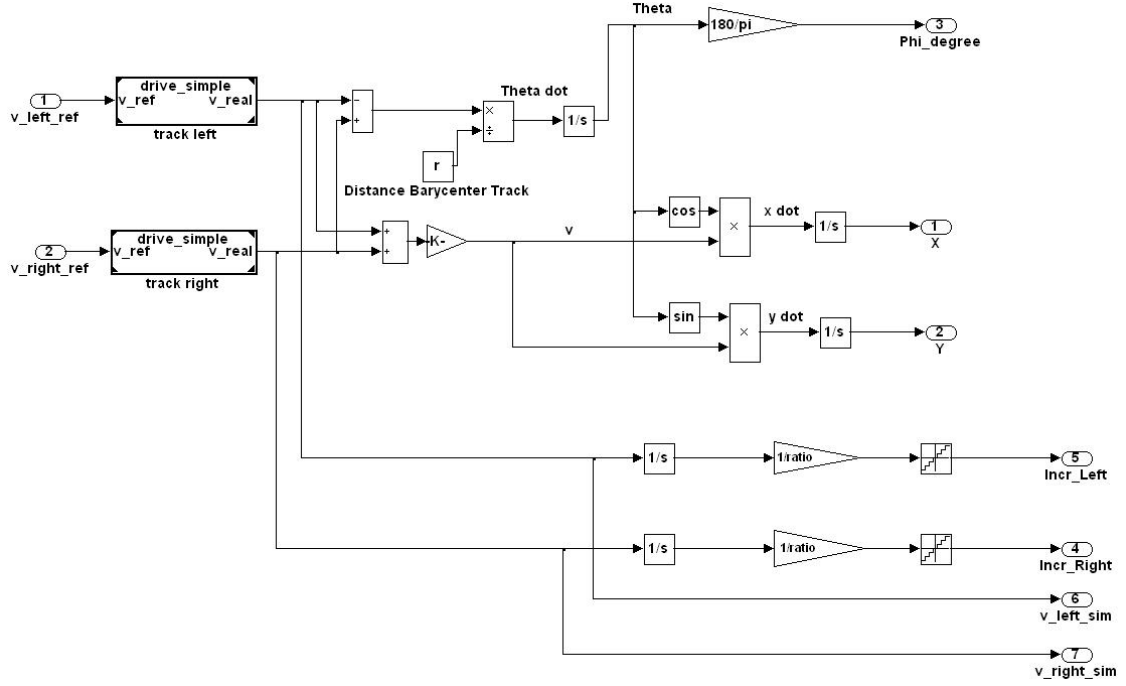 Theta
180/pi
3
Phi_degree
drive_simple
1
v_ref
v_real
v_left_ref
track left
−
+
Theta dot
×
÷
1/s
r
Distance Barycenter Track
drive_simple
2
v_ref
v_real
v_right_ref
track right
+
+
-K-
v
cos
×
x dot
1/s
1
X
sin
×
y dot
1/s
2
Y
1/s
1/ratio
5
Incr_Left
1/s
1/ratio
4
Incr_Right
6
v_left_sim
7
v_right_sim